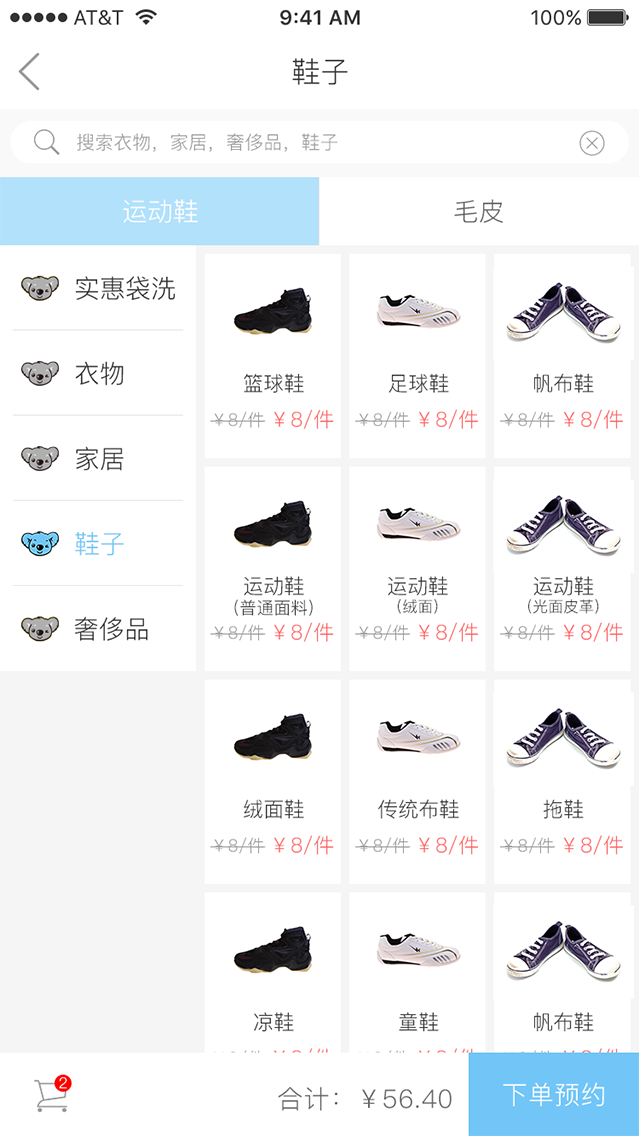 AT&T 9:41 AM 100%
鞋子
搜索衣物，家居，奢侈品，鞋子
运动鞋 毛皮
实惠袋洗
衣物
家居
鞋子
奢侈品
篮球鞋 足球鞋 帆布鞋
￥8/件 ￥8/件 ￥8/件 ￥8/件 ￥8/件 ￥8/件
运动鞋 运动鞋 运动鞋
（普通面料） （绒面） （光面皮革）
￥8/件 ￥8/件 ￥8/件 ￥8/件 ￥8/件 ￥8/件
绒面鞋 传统布鞋 拖鞋
￥8/件 ￥8/件 ￥8/件 ￥8/件 ￥8/件 ￥8/件
凉鞋 童鞋 帆布鞋
2
合计：￥56.40
下单预约